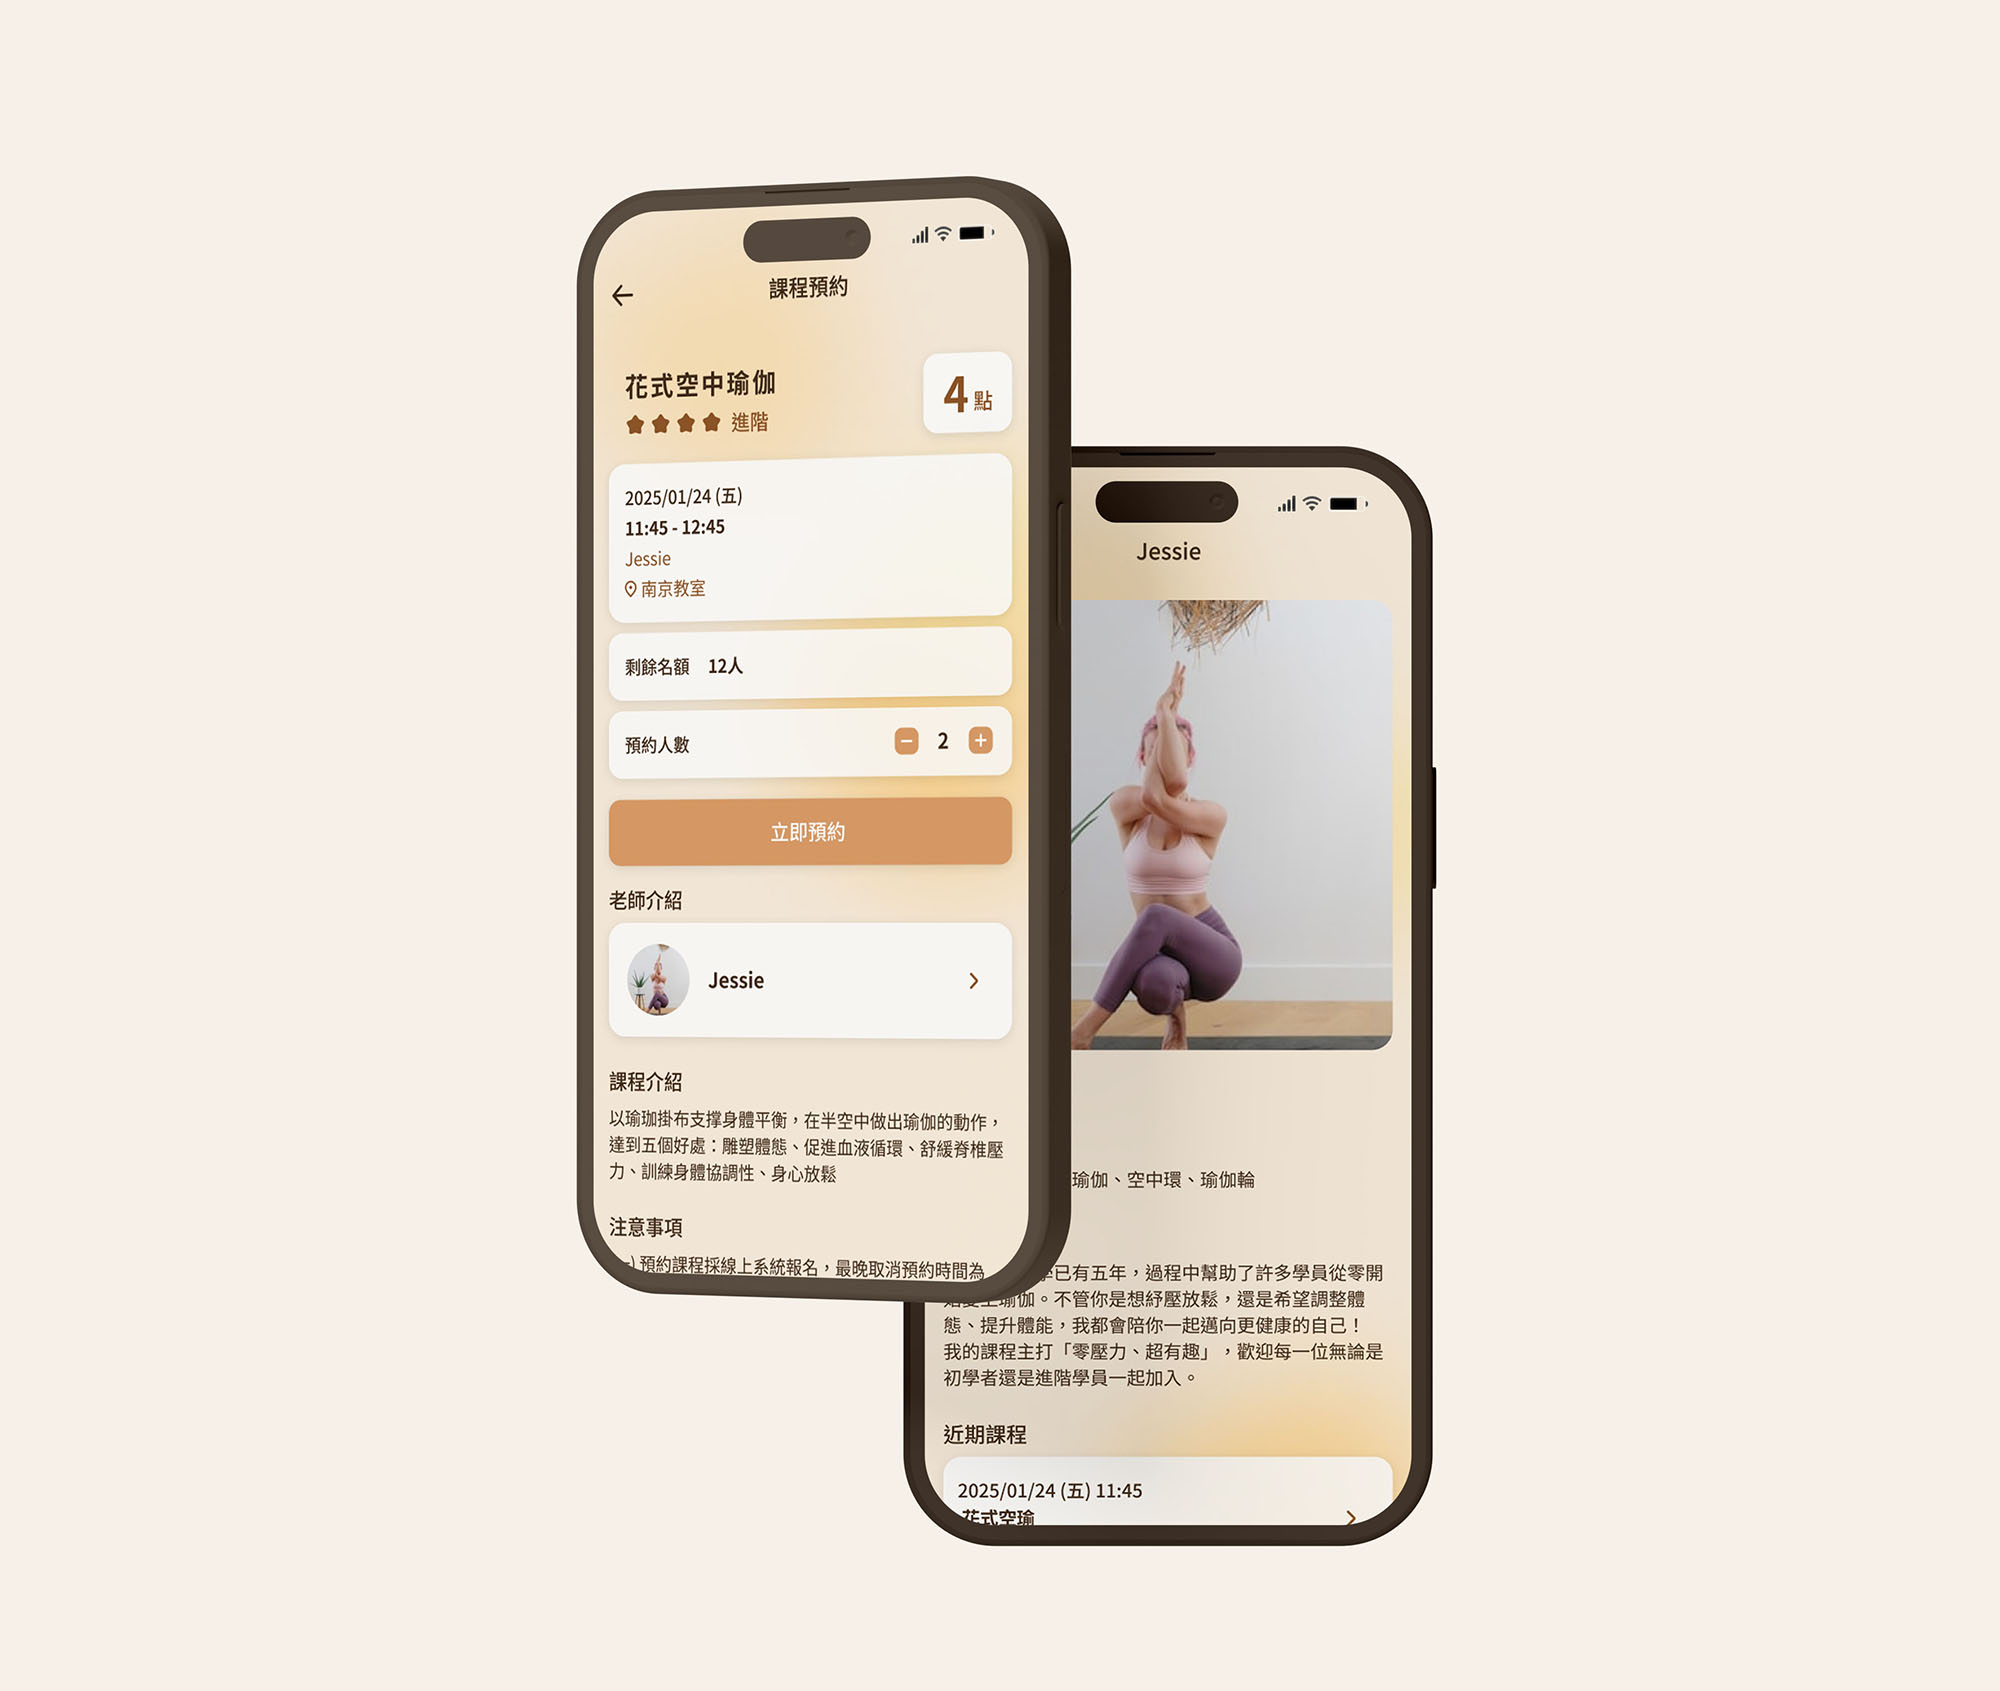 課程預約
花式空中瑜伽
進階
4點
2025/01/24 (五)
11:45 - 12:45
Jessie
南京教室
剩餘名額 12人
預約人數
2
立即預約
老師介紹
Jessie
課程介紹
以瑜珈掛布支撑身體平衡，在半空中做出瑜伽的動作，
達到五個好處：雕塑體態、促進血液循環、舒緩脊椎壓
力、訓練身體協調性、身心放鬆
注意事項
預約課程採線上系統報名，最晚取消預約時間為
Jessie
瑜伽、空中環、瑜伽輪
已有五年，過程中幫助了許多學員從零開
瑜伽。不管你是想紓壓放鬆，還是希望調整體
態、提升體能，我都會陪你一起邁向更健康的自己！
我的課程主打「零壓力、超有趣」，歡迎每一位無論是
初學者還是進階學員一起加入。
近期課程
2025/01/24 (五) 11:45
花式空瑜